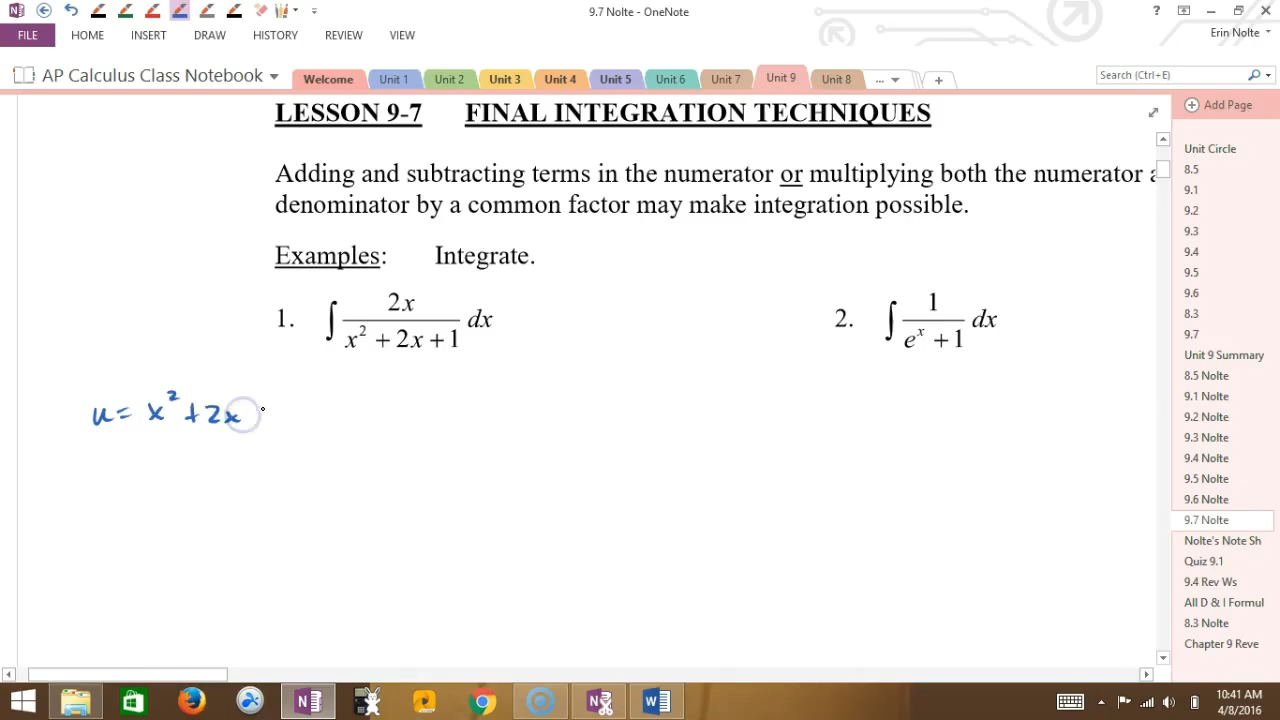 9.7 Nolte - OneNote
FILE HOME INSERT DRAW HISTORY REVIEW VIEW
Erin Nolte
AP Calculus Class Notebook
Welcome Unit 1 Unit 2 Unit 3 Unit 4 Unit 5 Unit 6 Unit 7 Unit 9 Unit 8 ...
Search (Ctrl+E)
LESSON 9-7 FINAL INTEGRATION TECHNIQUES
Adding and subtracting terms in the numerator or multiplying both the numerator a
denominator by a common factor may make integration possible.
Examples: Integrate.
1. ∫ 2x / (x² + 2x + 1) dx
2. ∫ 1 / (eˣ + 1) dx
u = x² + 2x
Add Page
Unit Circle
8.5
9.1
9.2
9.3
9.4
9.5
9.6
8.3
9.7
Unit 9 Summary
8.5 Nolte
9.1 Nolte
9.2 Nolte
9.3 Nolte
9.4 Nolte
9.5 Nolte
9.6 Nolte
9.7 Nolte
Nolte's Note Sh
Quiz 9.1
9.4 Rev Ws
All D & I Formul
8.3 Nolte
Chapter 9 Reve
10:41 AM
4/8/2016